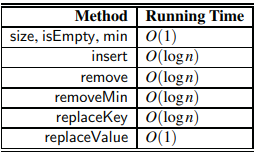 Method Running Time
size, isEmpty, min O(1)
insert O(log n)
remove O(log n)
removeMin O(log n)
replaceKey O(log n)
replaceValue O(1)